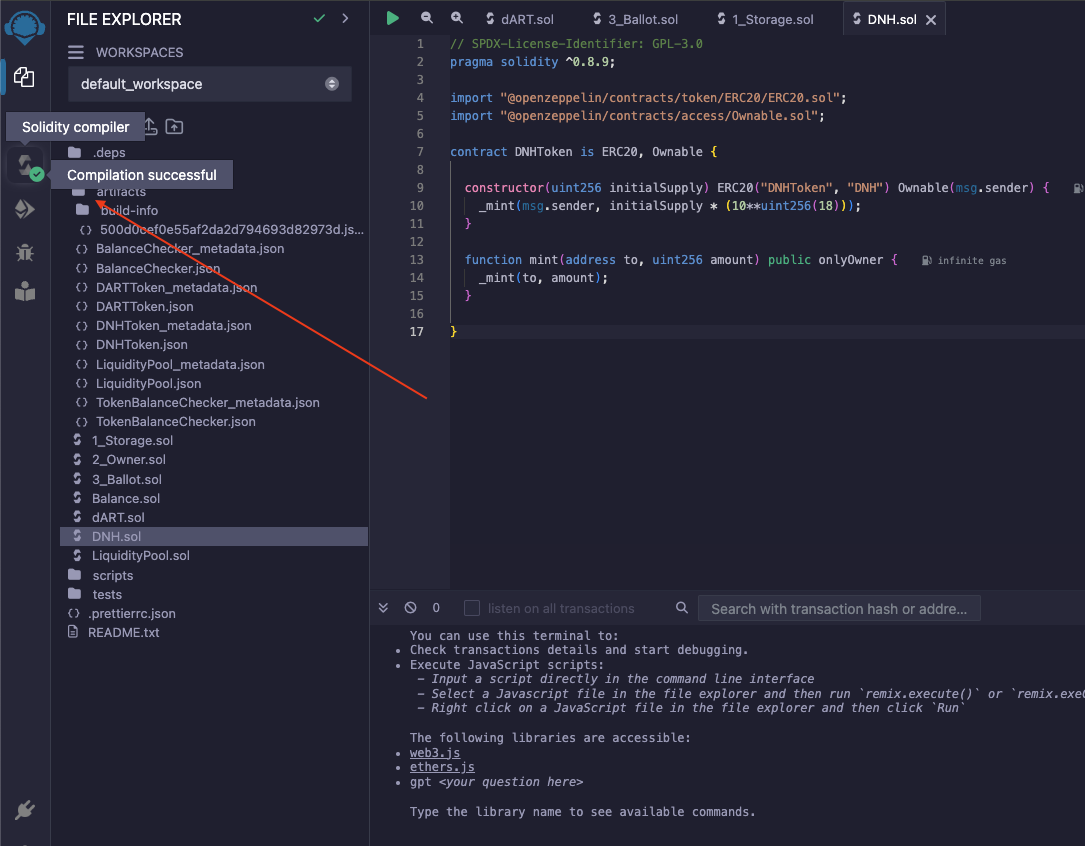 FILE EXPLORER
WORKSPACES
default_workspace
Solidity compiler
.deps
Compilation successful
artifacts
build-info
500d0cef0e55af2da2d794693d82973d.js...
BalanceChecker_metadata.json
BalanceChecker.json
DARTToken_metadata.json
DARTToken.json
DNHToken_metadata.json
DNHToken.json
LiquidityPool_metadata.json
LiquidityPool.json
TokenBalanceChecker_metadata.json
TokenBalanceChecker.json
1_Storage.sol
2_Owner.sol
3_Ballot.sol
Balance.sol
dART.sol
DNH.sol
LiquidityPool.sol
scripts
tests
.prettierrc.json
README.txt
dART.sol 3_Ballot.sol 1_Storage.sol DNH.sol
1 // SPDX-License-Identifier: GPL-3.0
2 pragma solidity ^0.8.9;
3
4 import "@openzeppelin/contracts/token/ERC20/ERC20.sol";
5 import "@openzeppelin/contracts/access/Ownable.sol";
6
7 contract DNHToken is ERC20, Ownable {
8
9 constructor(uint256 initialSupply) ERC20("DNHToken", "DNH") Ownable(msg.sender) {
10 _mint(msg.sender, initialSupply * (10**uint256(18)));
11 }
12
13 function mint(address to, uint256 amount) public onlyOwner { infinite gas
14 _mint(to, amount);
15 }
16
17 }
0 listen on all transactions Search with transaction hash or addre...
You can use this terminal to:
• Check transactions details and start debugging.
• Execute JavaScript scripts:
- Input a script directly in the command line interface
- Select a Javascript file in the file explorer and then run `remix.execute()` or `remix.exe
- Right click on a JavaScript file in the file explorer and then click `Run`
The following libraries are accessible:
• web3.js
• ethers.js
• gpt <your question here>
Type the library name to see available commands.